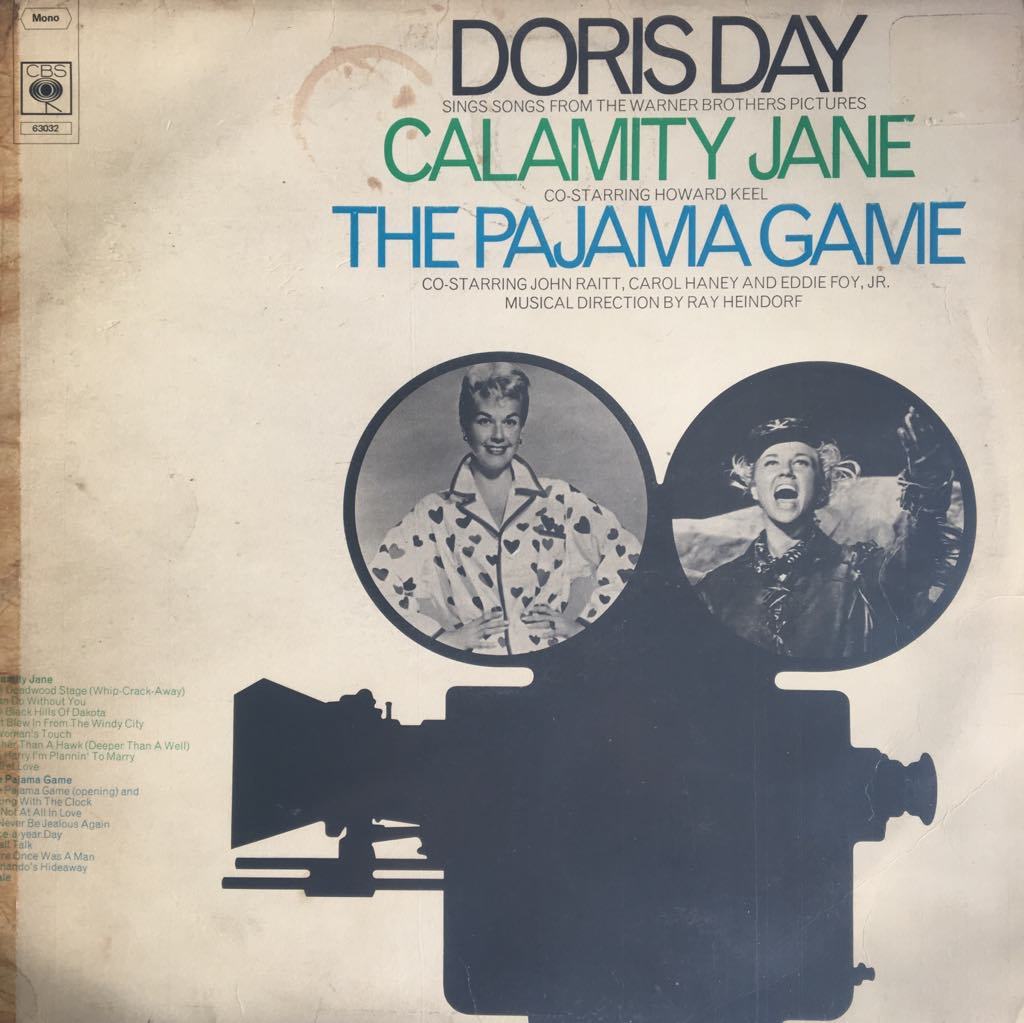 Mono
CBS
63032
DORIS DAY
SINGS SONGS FROM THE WARNER BROTHERS PICTURES
CALAMITY JANE
CO-STARRING HOWARD KEEL
THE PAJAMA GAME
CO-STARRING JOHN RAITT, CAROL HANEY AND EDDIE FOY, JR.
MUSICAL DIRECTION BY RAY HEINDORF
Jane
Deadwood Stage (Whip-Crack-Away)
Do Without You
Black Hills Of Dakota
Blew In From The Windy City
Woman's Touch
Than A Hawk (Deeper Than A Well)
Harry I'm Plannin' To Marry
Love
Pajama Game
Pajama Game (opening) and
With The Clock
Not At All In Love
Never Be Jealous Again
a-year Day
Talk
Once Was A Man
Hideaway